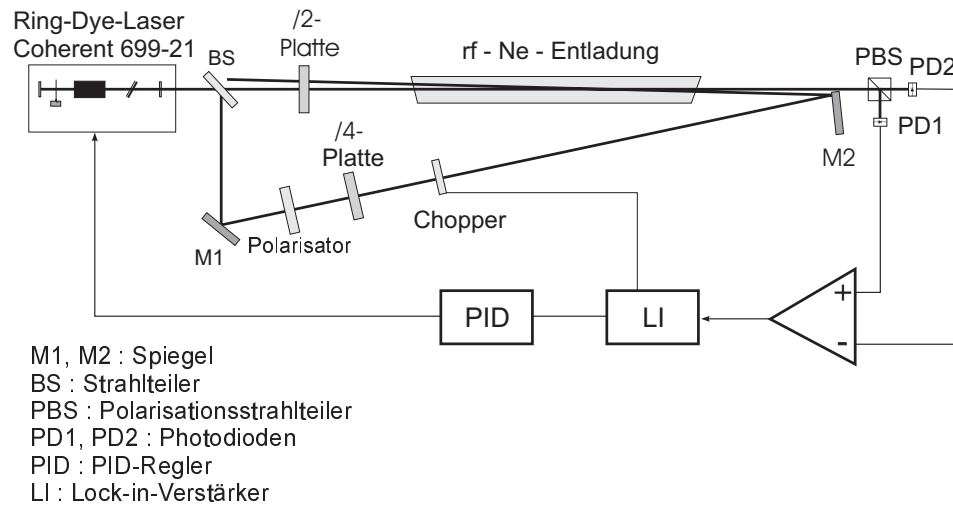 Ring-Dye-Laser
Coherent 699-21
BS
/2-
Platte
rf - Ne - Entladung
PBS
PD2
PD1
M2
/4-
Platte
Chopper
Polarisator
M1
PID
LI
+
-
M1, M2 : Spiegel
BS : Strahlteiler
PBS : Polarisationsstrahlteiler
PD1, PD2 : Photodioden
PID : PID-Regler
LI : Lock-in-Verstärker